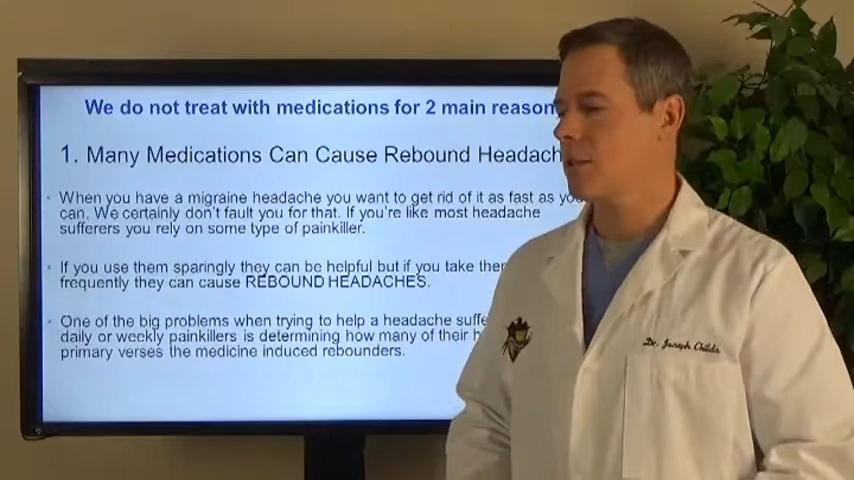 We do not treat with medications for 2 main reason
1. Many Medications Can Cause Rebound Headach
When you have a migraine headache you want to get rid of it as fast as yo
can. We certainly don't fault you for that. If you're like most headache
sufferers you rely on some type of painkiller.
If you use them sparingly they can be helpful but if you take ther
frequently they can cause REBOUND HEADACHES.
One of the big problems when trying to help a headache suffe
daily or weekly painkillers is determining how many of their h
primary verses the medicine induced rebounders.
Dr. Joseph Childs